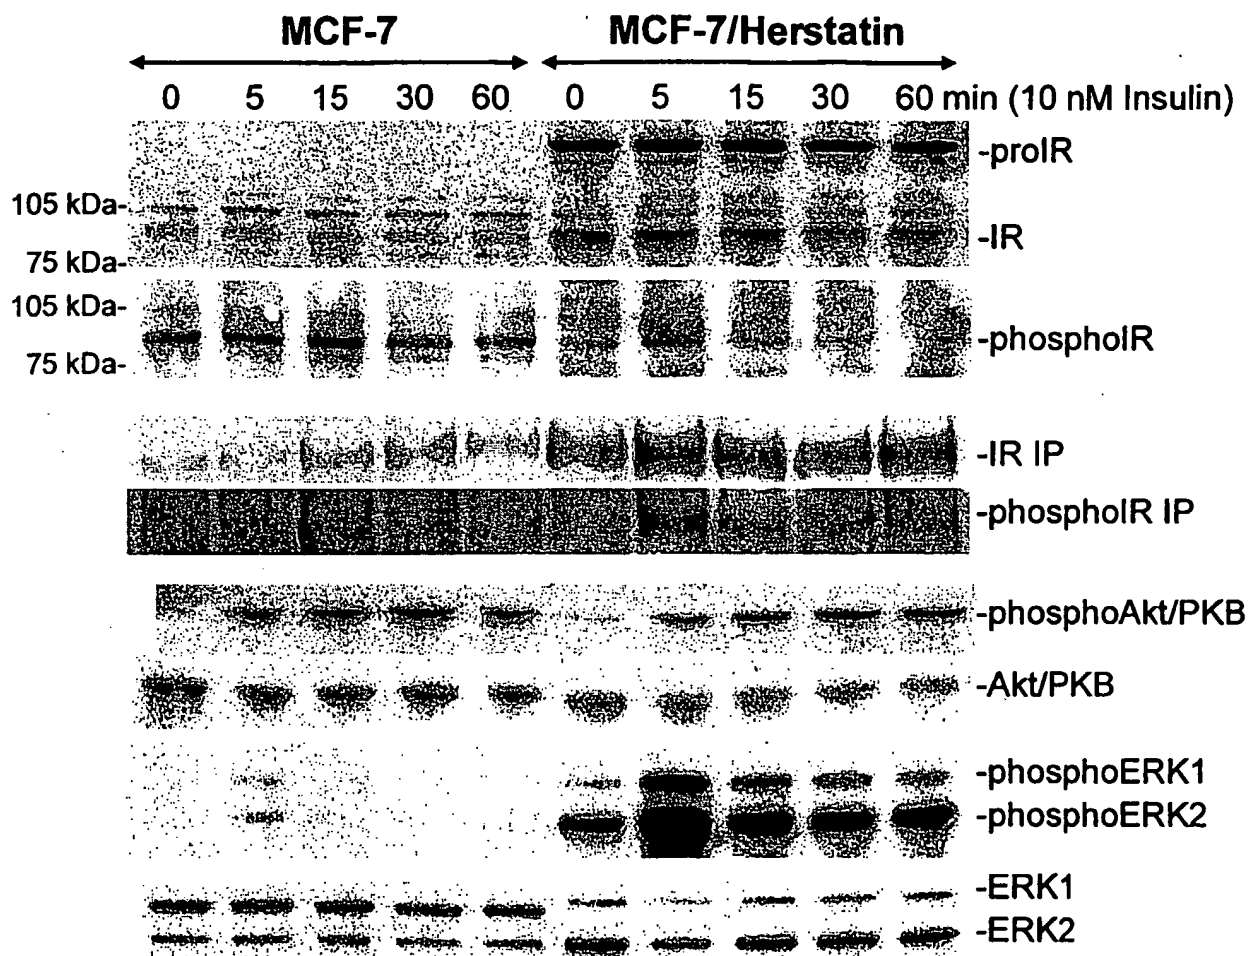 MCF-7 MCF-7/Herstatin
0 5 15 30 60 0 5 15 30 60 min (10 nM Insulin)
-proIR
105 kDa-
-IR
75 kDa-
105 kDa-
-phosphoIR
75 kDa-
-IR IP
-phosphoIR IP
-phosphoAkt/PKB
-Akt/PKB
-phosphoERK1
-phosphoERK2
-ERK1
-ERK2